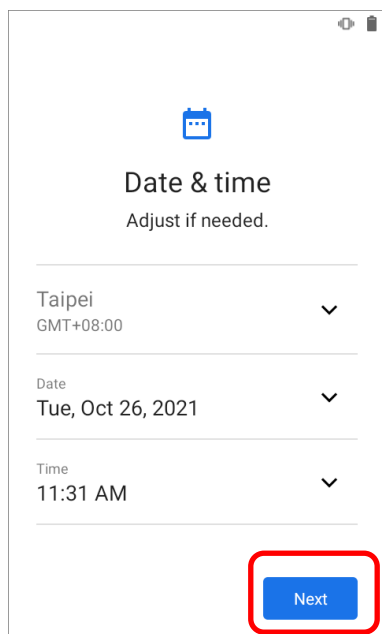 Date & time
Adjust if needed.
Taipei
GMT+08:00
Date
Tue, Oct 26, 2021
Time
11:31 AM
Next